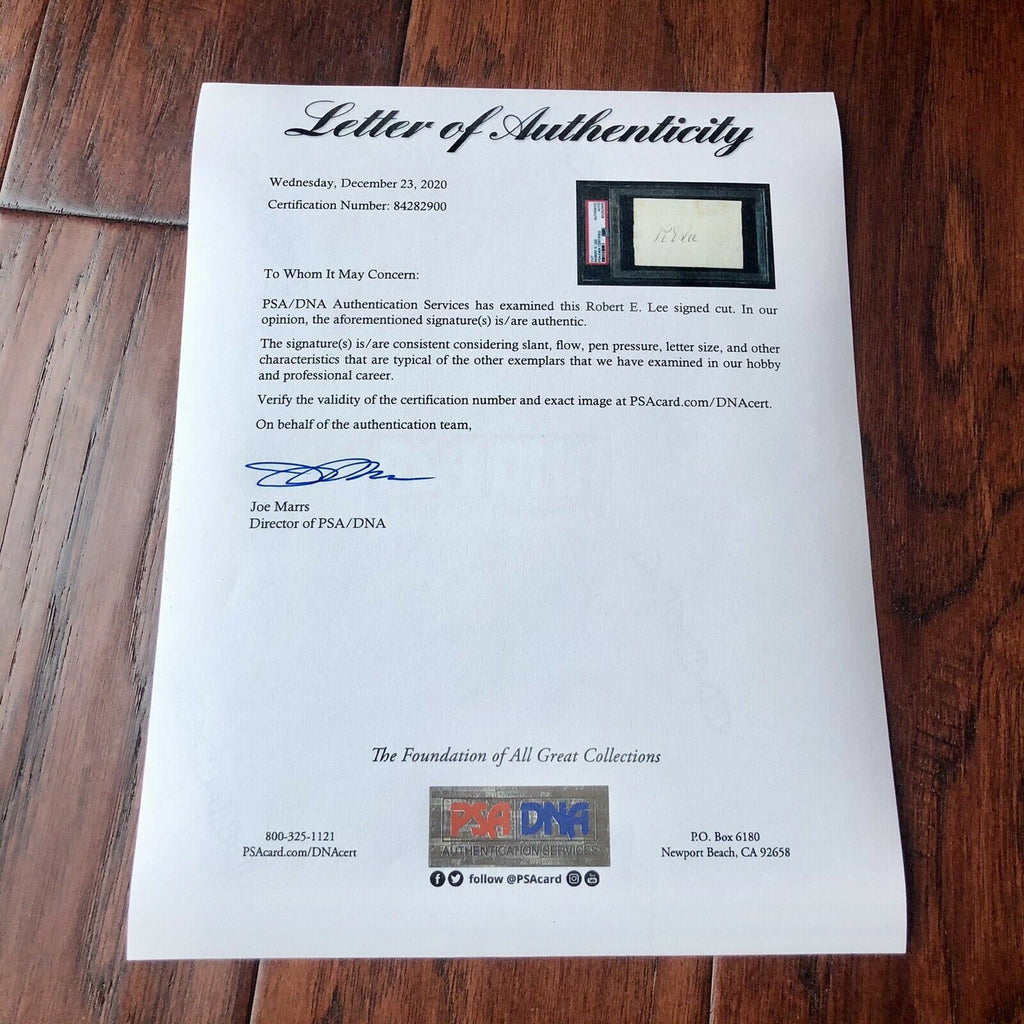 Letter of Authenticity
Wednesday, December 23, 2020
Certification Number: 84282900
RE Lee
To Whom It May Concern:
PSA/DNA Authentication Services has examined this Robert E. Lee signed cut. In our
opinion, the aforementioned signature(s) is/are authentic.
The signature(s) is/are consistent considering slant, flow, pen pressure, letter size, and other
characteristics that are typical of the other exemplars that we have examined in our hobby
and professional career.
Verify the validity of the certification number and exact image at PSAcard.com/DNAcert.
On behalf of the authentication team,
Joe Marrs
Director of PSA/DNA
The Foundation of All Great Collections
PSA DNA
AUTHENTICATION SERVICES
800-325-1121
PSAcard.com/DNAcert
P.O. Box 6180
Newport Beach, CA 92658
follow @PSAcard